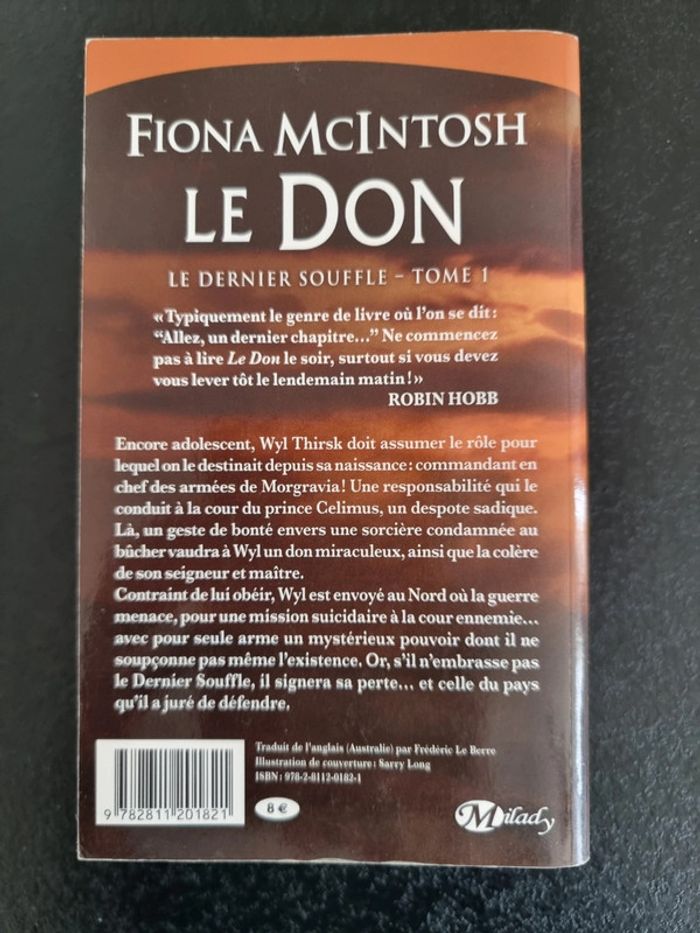 FIONA MCINTOSH
LE DON
LE DERNIER SOUFFLE – TOME 1
« Typiquement le genre de livre où l'on se dit :
“Allez, un dernier chapitre...” Ne commencez
pas à lire Le Don le soir, surtout si vous devez
vous lever tôt le lendemain matin ! »
ROBIN HOBB
Encore adolescent, Wyl Thirsk doit assumer le rôle pour
lequel on le destinait depuis sa naissance : commandant en
chef des armées de Morgravia ! Une responsabilité qui le
conduit à la cour du prince Celimus, un despote sadique.
Là, un geste de bonté envers une sorcière condamnée au
bûcher vaudra à Wyl un don miraculeux, ainsi que la colère
de son seigneur et maître.
Contraint de lui obéir, Wyl est envoyé au Nord où la guerre
menace, pour une mission suicidaire à la cour ennemie...
avec pour seule arme un mystérieux pouvoir dont il ne
soupçonne pas même l'existence. Or, s'il n'embrasse pas
le Dernier Souffle, il signera sa perte... et celle du pays
qu'il a juré de défendre.
Traduit de l'anglais (Australie) par Frédéric Le Berre
Illustration de couverture : Sarry Long
ISBN : 978-2-8112-0182-1
9 782811 201821
8 €
Milady